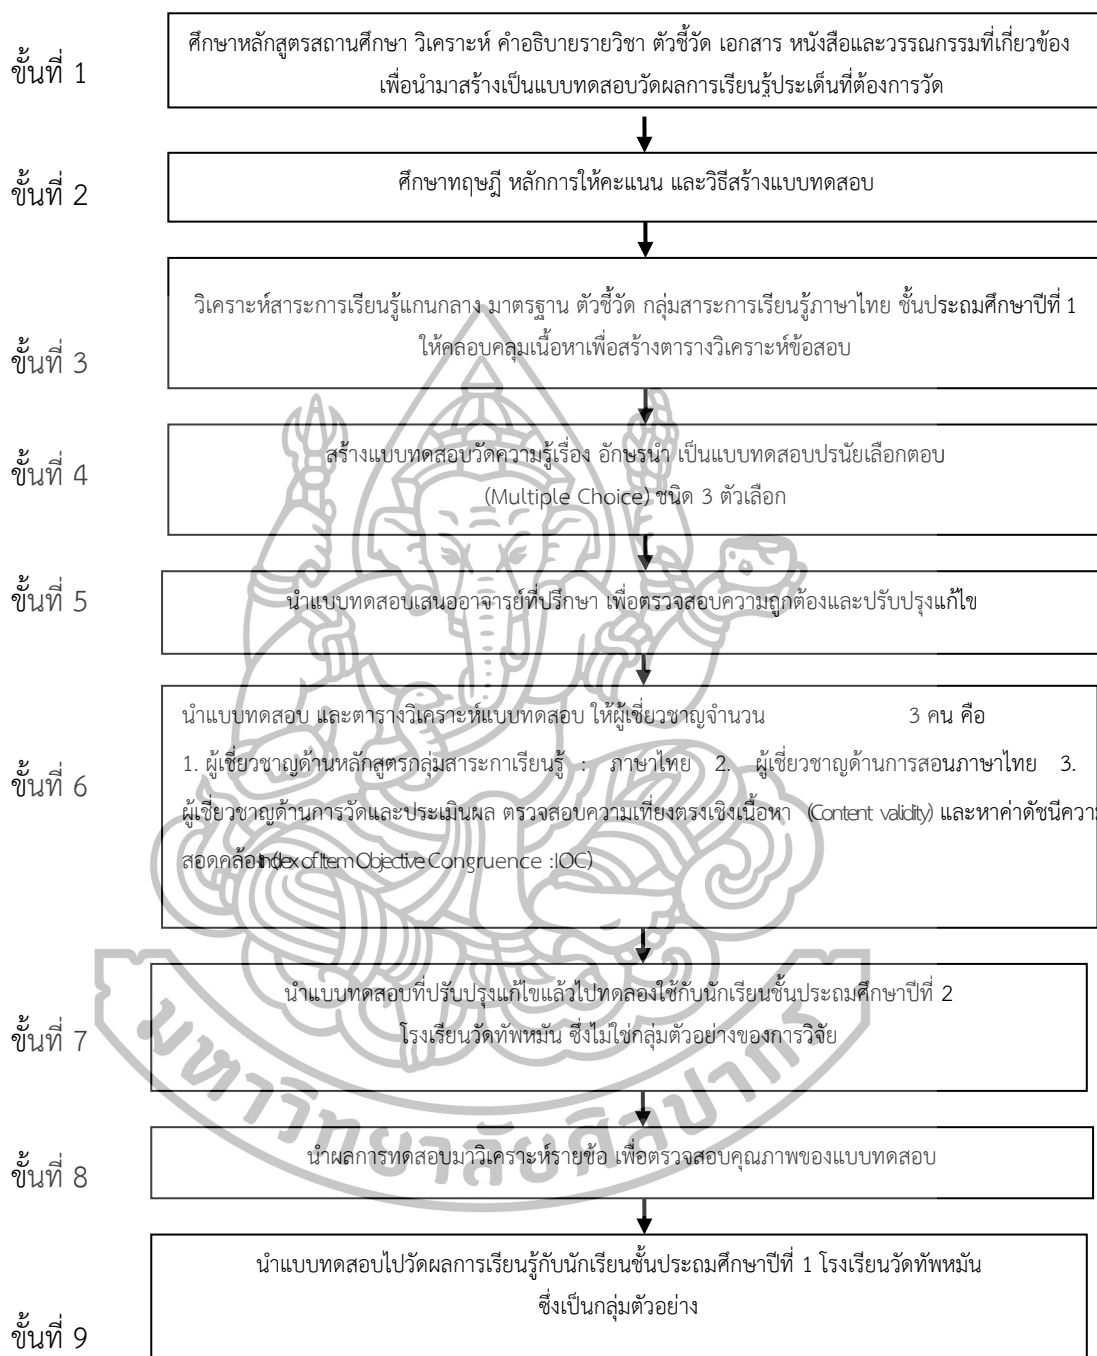 ขั้นที่ 1
ศึกษาหลักสูตรสถานศึกษา วิเคราะห์ คำอธิบายรายวิชา ตัวชี้วัด เอกสาร หนังสือและวรรณกรรมที่เกี่ยวข้อง
เพื่อนำมาสร้างเป็นแบบทดสอบวัดผลการเรียนรู้ประเด็นที่ต้องการวัด
ขั้นที่ 2
ศึกษาทฤษฎี หลักการให้คะแนน และวิธีสร้างแบบทดสอบ
ขั้นที่ 3
วิเคราะห์สาระการเรียนรู้แกนกลาง มาตรฐาน ตัวชี้วัด กลุ่มสาระการเรียนรู้ภาษาไทย ชั้นประถมศึกษาปีที่ 1
ให้คลอบคลุมเนื้อหาเพื่อสร้างตารางวิเคราะห์ข้อสอบ
ขั้นที่ 4
สร้างแบบทดสอบวัดความรู้เรื่อง อักษรนำ เป็นแบบทดสอบปรนัยเลือกตอบ
(Multiple Choice) ชนิด 3 ตัวเลือก
ขั้นที่ 5
นำแบบทดสอบเสนออาจารย์ที่ปรึกษา เพื่อตรวจสอบความถูกต้องและปรับปรุงแก้ไข
ขั้นที่ 6
นำแบบทดสอบ และตารางวิเคราะห์แบบทดสอบ ให้ผู้เชี่ยวชาญจำนวน 3 คน คือ
1. ผู้เชี่ยวชาญด้านหลักสูตรกลุ่มสาระกาเรียนรู้ : ภาษาไทย 2. ผู้เชี่ยวชาญด้านการสอนภาษาไทย 3.
ผู้เชี่ยวชาญด้านการวัดและประเมินผล ตรวจสอบความเที่ยงตรงเชิงเนื้อหา (Content validity) และหาค่าดัชนีความ
สอดคล้อง (Index of Item Objective Congruence :IOC)
ขั้นที่ 7
นำแบบทดสอบที่ปรับปรุงแก้ไขแล้วไปทดลองใช้กับนักเรียนชั้นประถมศึกษาปีที่ 2
โรงเรียนวัดทัพหมัน ซึ่งไม่ใช่กลุ่มตัวอย่างของการวิจัย
ขั้นที่ 8
นำผลการทดสอบมาวิเคราะห์รายข้อ เพื่อตรวจสอบคุณภาพของแบบทดสอบ
ขั้นที่ 9
นำแบบทดสอบไปวัดผลการเรียนรู้กับนักเรียนชั้นประถมศึกษาปีที่ 1 โรงเรียนวัดทัพหมัน
ซึ่งเป็นกลุ่มตัวอย่าง
มหาวิทยาลัยศิลปากร